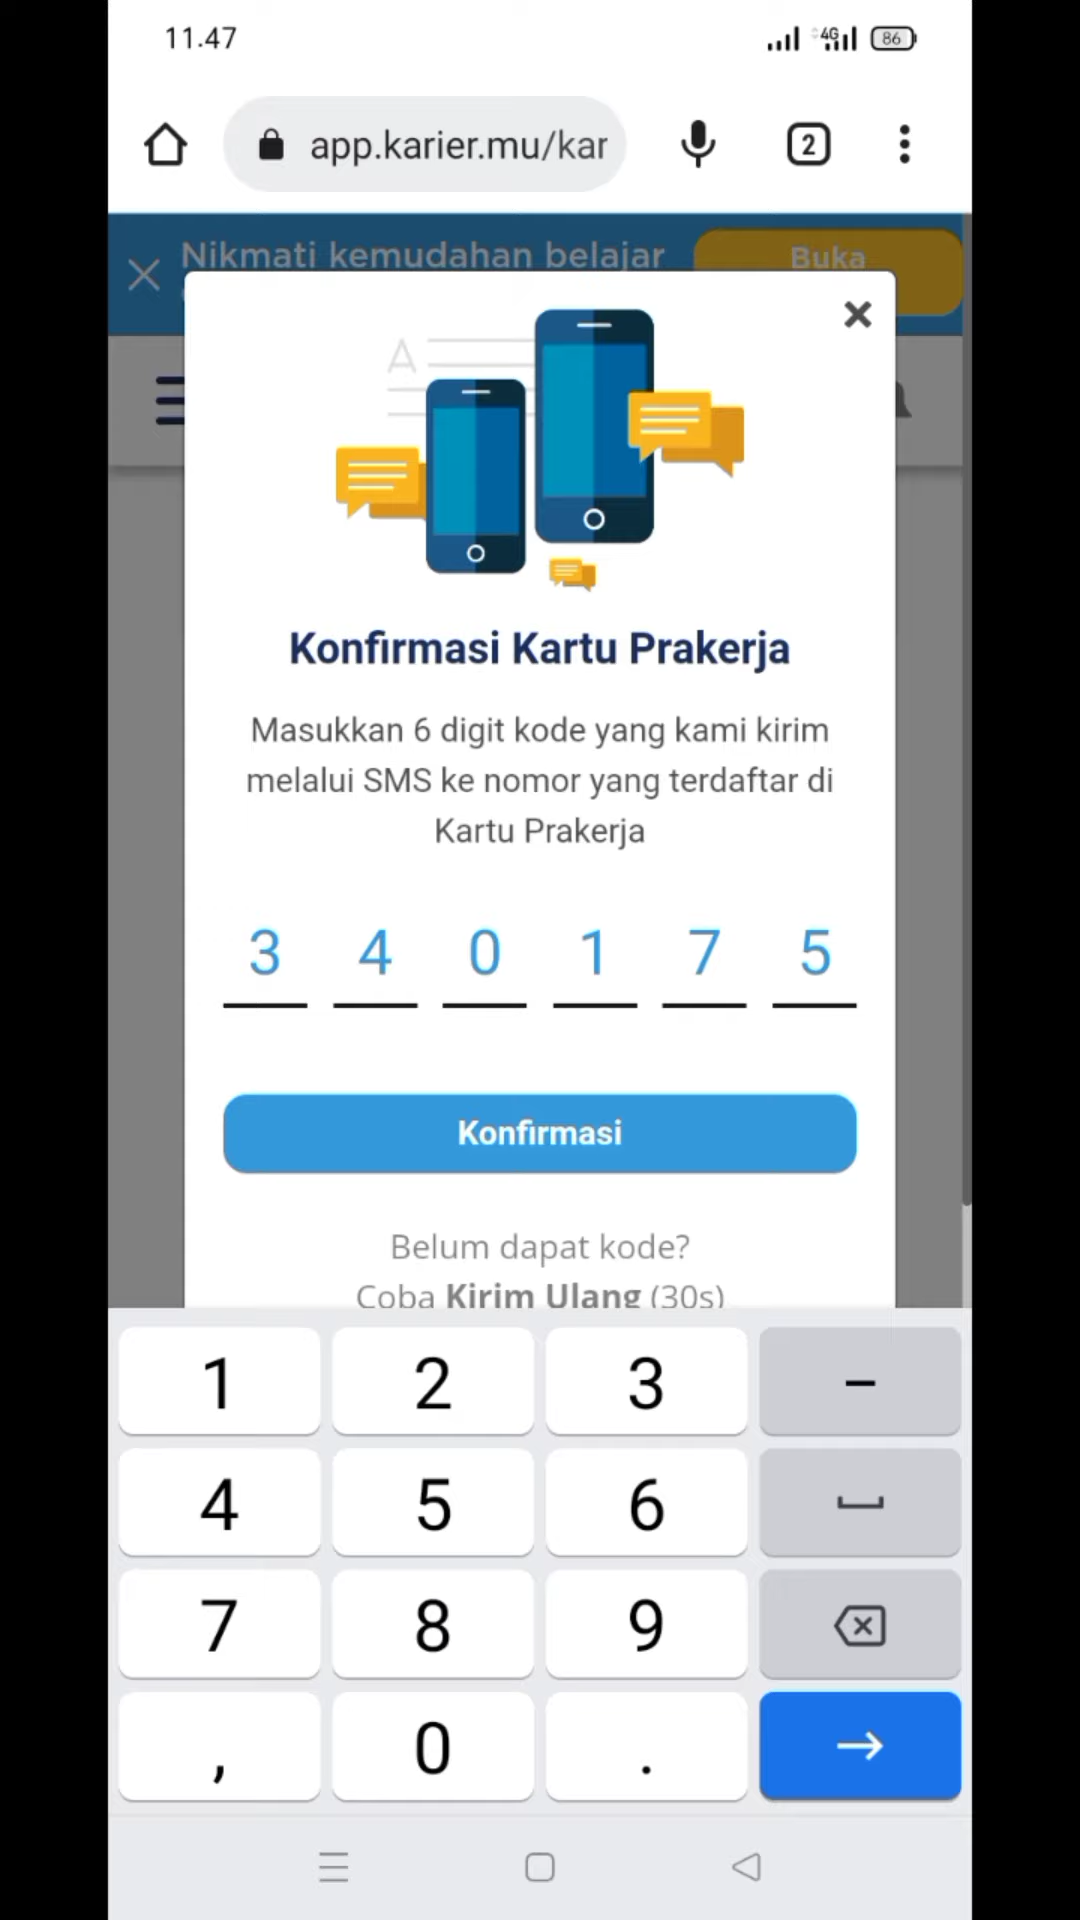 11.47
4G
86
app.karier.mu/kar
2
Nikmati kemudahan belajar
Buka
A
Konfirmasi Kartu Prakerja
Masukkan 6 digit kode yang kami kirim
melalui SMS ke nomor yang terdaftar di
Kartu Prakerja
3 4 0 1 7 5
Konfirmasi
Belum dapat kode?
Coba Kirim Ulang (30s)
1 2 3 –
4 5 6
7 8 9
, 0 .